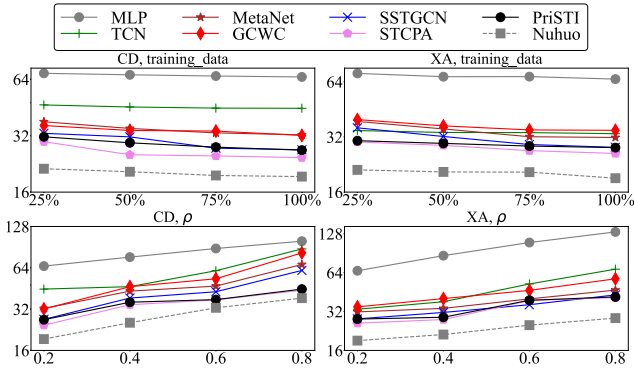 MLP MetaNet SSTGCN PriSTI
TCN GCWC STCPA Nuhuo
CD, training_data XA, training_data
64 64
32 32
16 16
25% 50% 75% 100% 25% 50% 75% 100%
CD, ρ XA, ρ
128 128
64 64
32 32
16 16
0.2 0.4 0.6 0.8 0.2 0.4 0.6 0.8